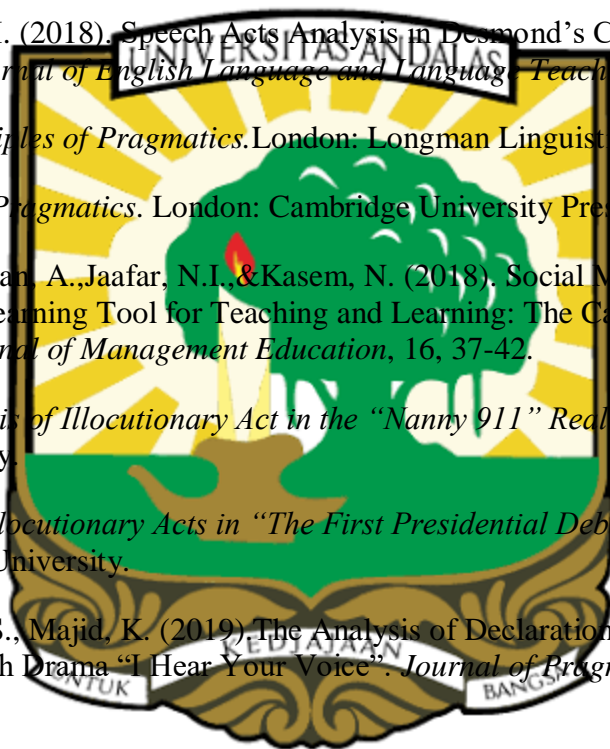 I. (2018). Speech Acts Analysis in Desmond’s C
UNIVERSITAS ANDALAS
rnal of English Language and Language Teach
iples of Pragmatics.London: Longman Linguisti
Pragmatics. London: Cambridge University Pres
an, A.,Jaafar, N.I.,&Kasem, N. (2018). Social M
earning Tool for Teaching and Learning: The Ca
nal of Management Education, 16, 37-42.
is of Illocutionary Act in the “Nanny 911” Real
y.
llocutionary Acts in “The First Presidential Deb
University.
S., Majid, K. (2019).The Analysis of Declaration
KEDJAJAAN
h Drama “I Hear Your Voice”. Journal of Pragm
UNTUK BANGSA